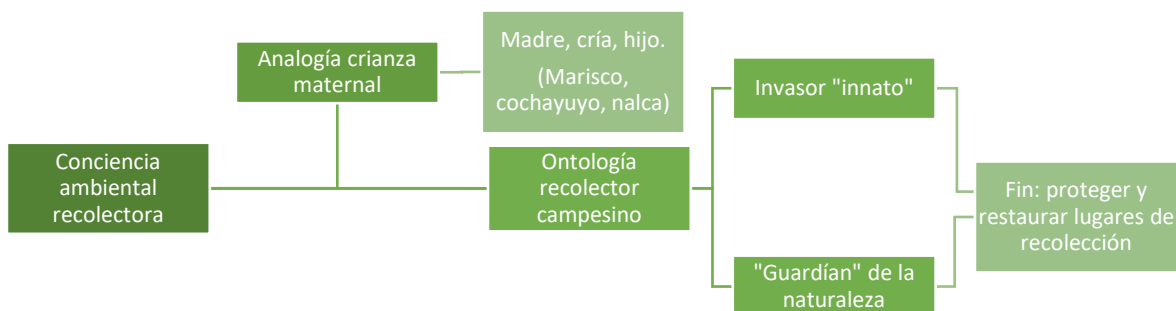 Conciencia
ambiental
recolectora
Analogía crianza
maternal
Madre, cría, hijo.
(Marisco,
cochayuyo, nalca)
Ontología
recolector
campesino
Invasor "innato"
"Guardían" de la
naturaleza
Fin: proteger y
restaurar lugares de
recolección